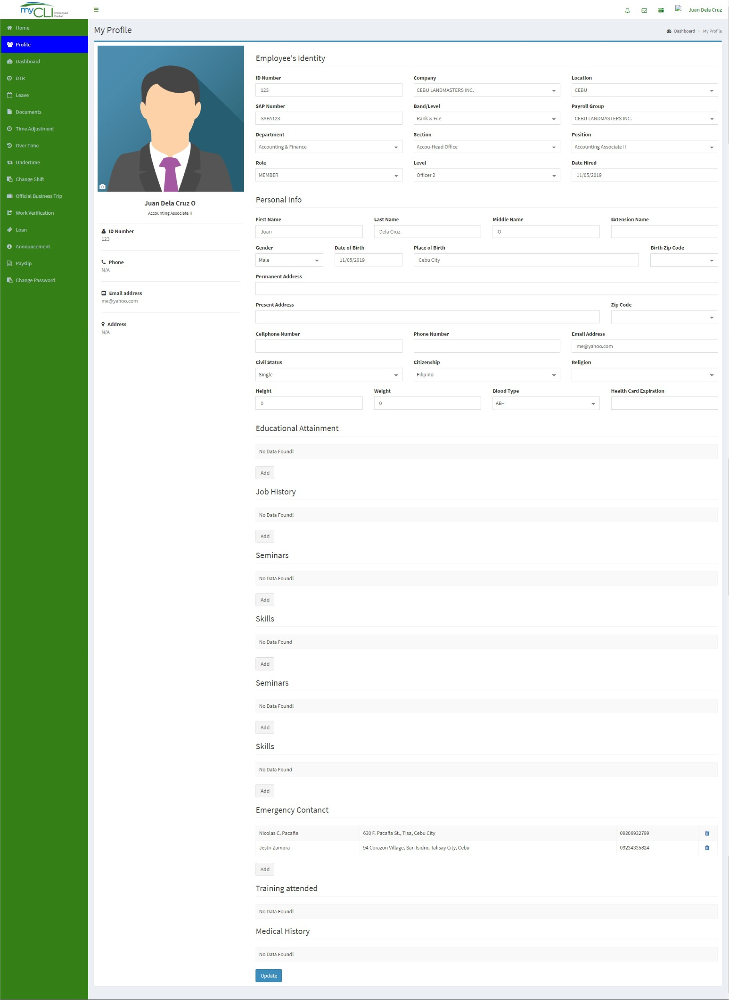 myCLI Employee Portal
Juan Dela Cruz
Home
Profile
Dashboard
DTR
Leave
Documents
Time Adjustment
Over Time
Undertime
Change Shift
Official Business Trip
Work Verification
Loan
Announcement
Payslip
Change Password
My Profile
Dashboard > My Profile
Juan Dela Cruz O
Accounting Associate II
ID Number
123
Phone
N/A
Email address
me@yahoo.com
Address
N/A
Employee's Identity
ID Number Company Location
123 CEBU LANDMASTERS INC. CEBU
SAP Number Band/Level Payroll Group
SAPA123 Rank & File CEBU LANDMASTERS INC.
Department Section Position
Accounting & Finance Accou-Head Office Accounting Associate II
Role Level Date Hired
MEMBER Officer 2 11/05/2019
Personal Info
First Name Last Name Middle Name Extension Name
Juan Dela Cruz O
Gender Date of Birth Place of Birth Birth Zip Code
Male 11/05/2019 Cebu City
Permanent Address
Present Address Zip Code
Cellphone Number Phone Number Email Address
me@yahoo.com
Civil Status Citizenship Religion
Single Filipino
Height Weight Blood Type Health Card Expiration
0 0 AB+
Educational Attainment
No Data Found!
Add
Job History
No Data Found!
Add
Seminars
No Data Found!
Add
Skills
No Data Found
Add
Seminars
No Data Found!
Add
Skills
No Data Found
Add
Emergency Contanct
Nicolas C. Pacaña 630 F. Pacaña St., Tisa, Cebu City 09206932799
Jestri Zamora 94 Corazon Village, San Isidro, Talisay City, Cebu 09234335824
Add
Training attended
No Data Found!
Medical History
No Data Found!
Update